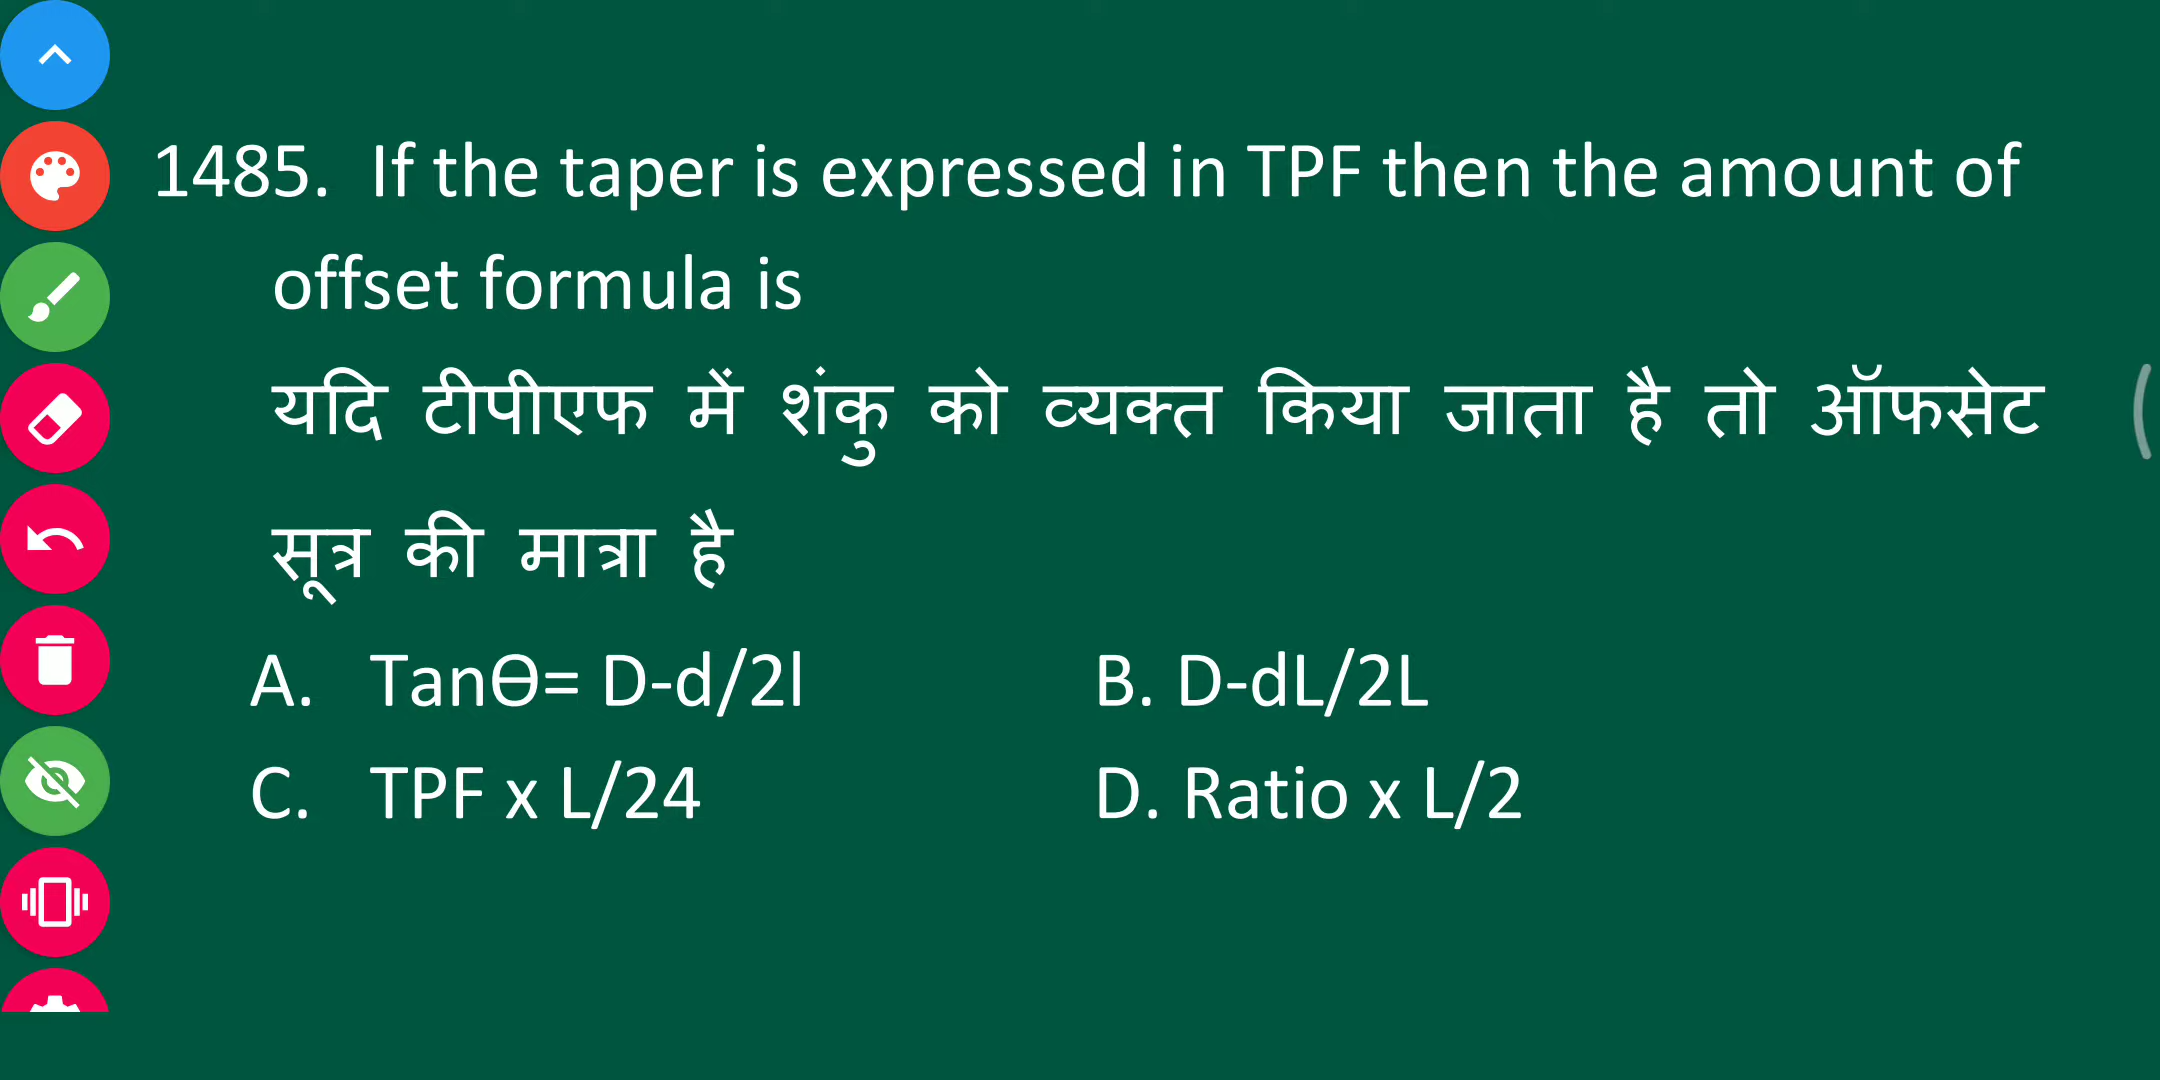 1485. If the taper is expressed in TPF then the amount of
offset formula is
यदि टीपीएफ में शंकु को व्यक्त किया जाता है तो ऑफसेट
सूत्र की मात्रा है
A. TanƟ= D-d/2l B. D-dL/2L
C. TPF x L/24 D. Ratio x L/2